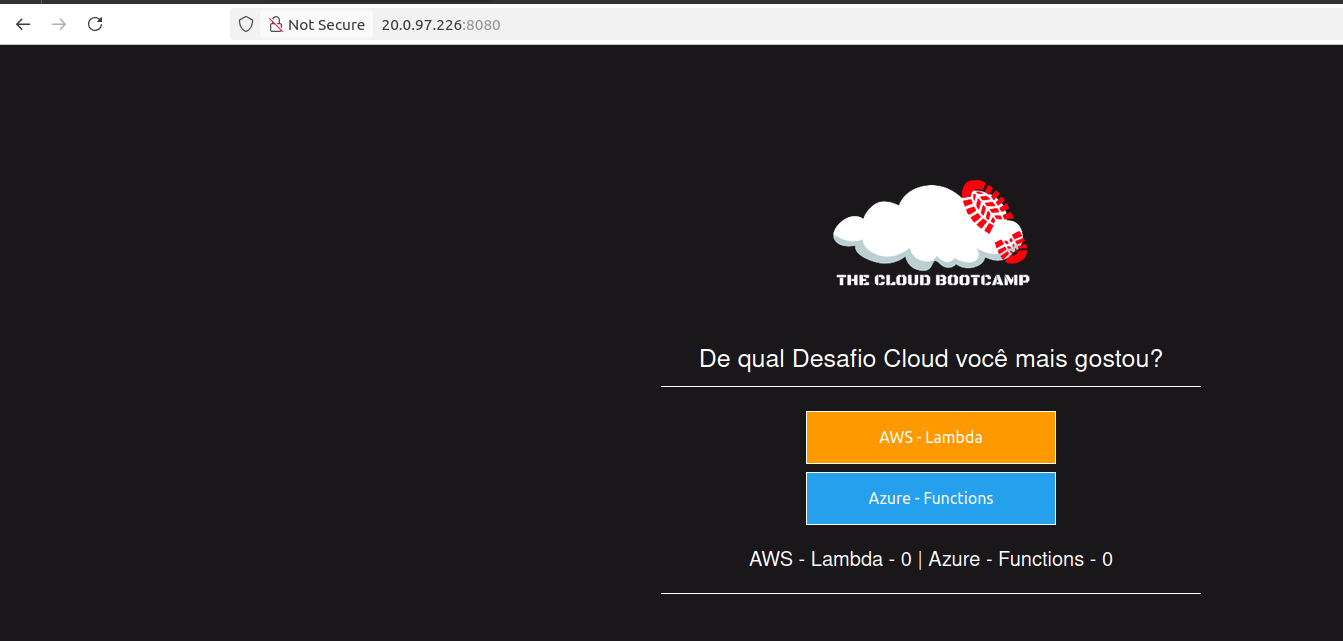 Not Secure 20.0.97.226:8080
THE CLOUD BOOTCAMP
De qual Desafio Cloud você mais gostou?
AWS - Lambda
Azure - Functions
AWS - Lambda - 0 | Azure - Functions - 0